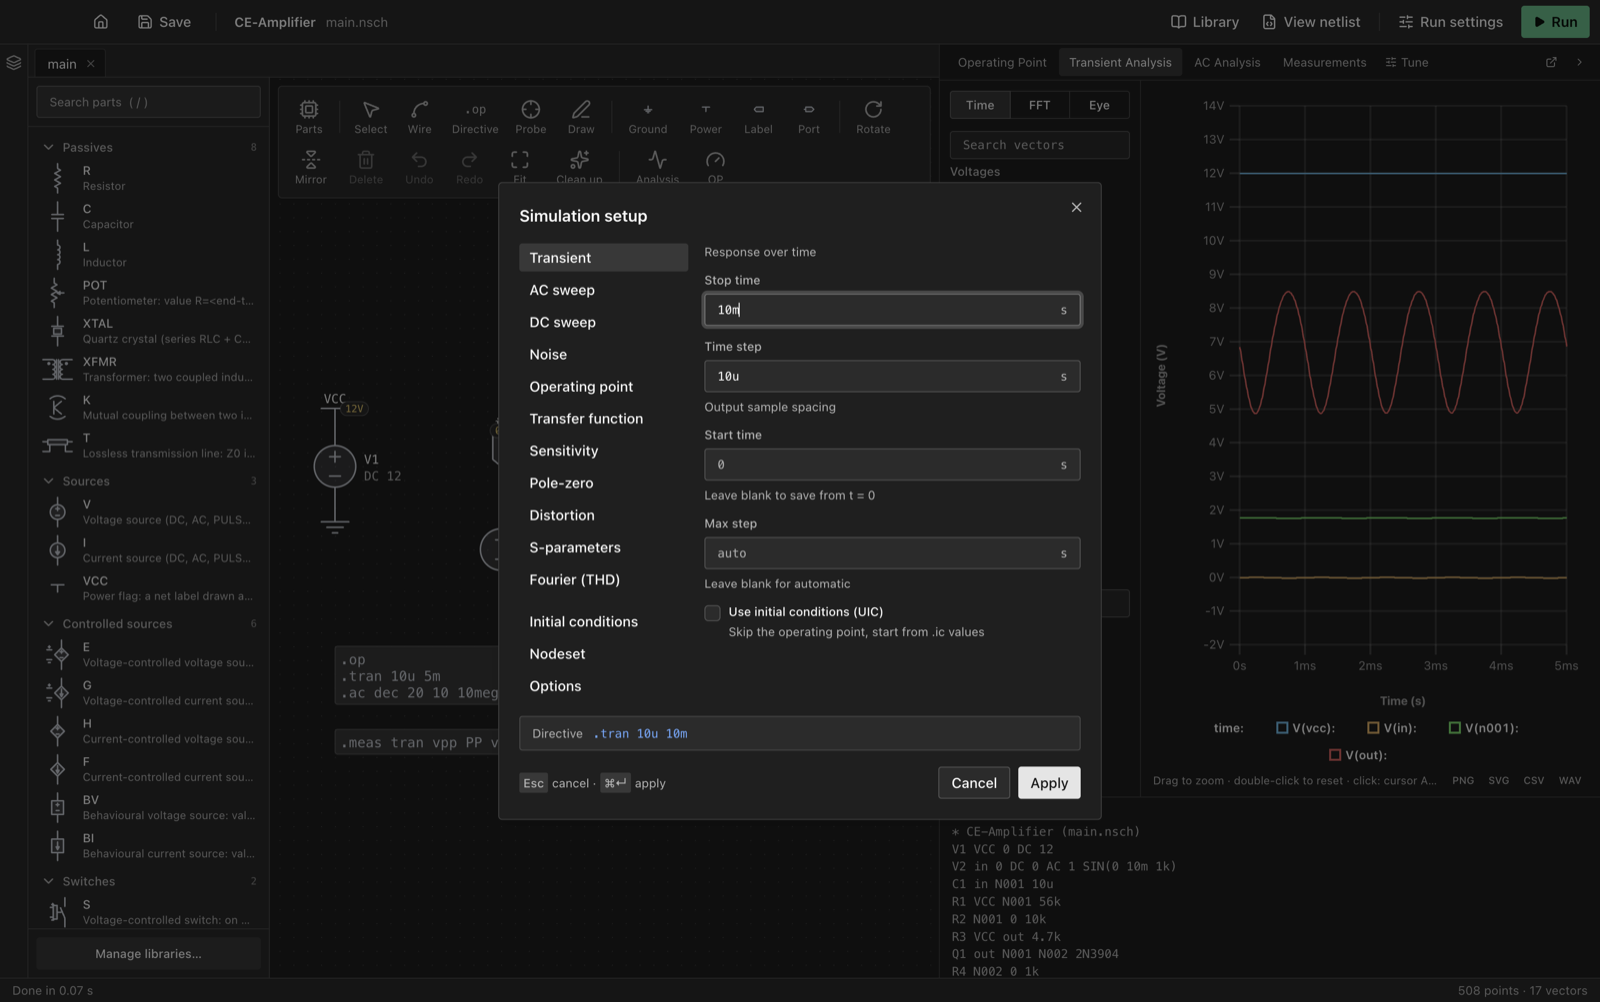 Save
CE-Amplifier main.nsch
Library
View netlist
Run settings
Run
main
Search parts (/)
Passives 8
R
Resistor
C
Capacitor
L
Inductor
POT
Potentiometer: value R=<end-t...
XTAL
Quartz crystal (series RLC + C...
XFMR
Transformer: two coupled indu...
K
Mutual coupling between two i...
T
Lossless transmission line: Z0 i...
Sources 3
V
Voltage source (DC, AC, PULS...
I
Current source (DC, AC, PULS...
VCC
Power flag: a net label drawn a...
Controlled sources 6
E
Voltage-controlled voltage sou...
G
Voltage-controlled current sou...
H
Current-controlled voltage sou...
F
Current-controlled current sou...
BV
Behavioural voltage source: val...
BI
Behavioural current source: val...
Switches 2
S
Voltage-controlled switch: on ...
Manage libraries...
Done in 0.07 s
Parts
Select
Wire
.op
Directive
Probe
Draw
Ground
Power
Label
Port
Rotate
Mirror
Delete
Undo
Redo
Fit
Clean up
Analysis
OP
VCC
12V
V1
DC 12
.op
.tran 10u 5m
.ac dec 20 10 10meg
.meas tran vpp PP v
Simulation setup
Transient
AC sweep
DC sweep
Noise
Operating point
Transfer function
Sensitivity
Pole-zero
Distortion
S-parameters
Fourier (THD)
Initial conditions
Nodeset
Options
Response over time
Stop time
10m s
Time step
10u s
Output sample spacing
Start time
0 s
Leave blank to save from t = 0
Max step
auto s
Leave blank for automatic
Use initial conditions (UIC)
Skip the operating point, start from .ic values
Directive .tran 10u 10m
Esc cancel · ⌘↵ apply
Cancel
Apply
Operating Point
Transient Analysis
AC Analysis
Measurements
Tune
Time
FFT
Eye
Search vectors
Voltages
14V
13V
12V
11V
10V
9V
8V
7V
6V
5V
4V
3V
2V
1V
0V
-1V
-2V
Voltage (V)
0s 1ms 2ms 3ms 4ms 5ms
Time (s)
time: V(vcc): V(in): V(n001):
V(out):
Drag to zoom · double-click to reset · click: cursor A... PNG SVG CSV WAV
* CE-Amplifier (main.nsch)
V1 VCC 0 DC 12
V2 in 0 DC 0 AC 1 SIN(0 10m 1k)
C1 in N001 10u
R1 VCC N001 56k
R2 N001 0 10k
R3 VCC out 4.7k
Q1 out N001 N002 2N3904
R4 N002 0 1k
508 points · 17 vectors